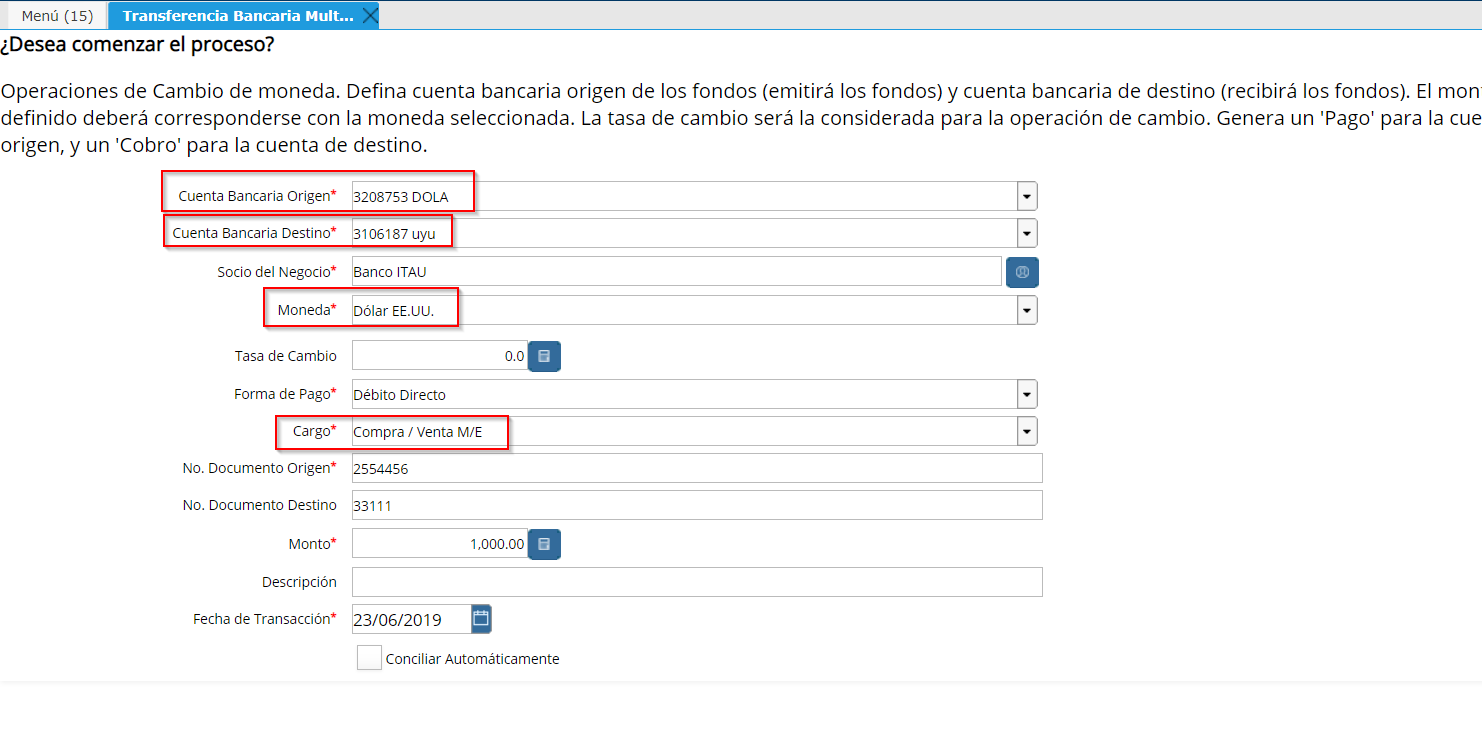 Menú (15) Transferencia Bancaria Mult...
¿Desea comenzar el proceso?
Operaciones de Cambio de moneda. Defina cuenta bancaria origen de los fondos (emitirá los fondos) y cuenta bancaria de destino (recibirá los fondos). El mon
definido deberá corresponderse con la moneda seleccionada. La tasa de cambio será la considerada para la operación de cambio. Genera un 'Pago' para la cue
origen, y un 'Cobro' para la cuenta de destino.
Cuenta Bancaria Origen* 3208753 DOLA
Cuenta Bancaria Destino* 3106187 uyu
Socio del Negocio* Banco ITAU
Moneda* Dólar EE.UU.
Tasa de Cambio 0.0
Forma de Pago* Débito Directo
Cargo* Compra / Venta M/E
No. Documento Origen* 2554456
No. Documento Destino 33111
Monto* 1,000.00
Descripción
Fecha de Transacción* 23/06/2019
Conciliar Automáticamente